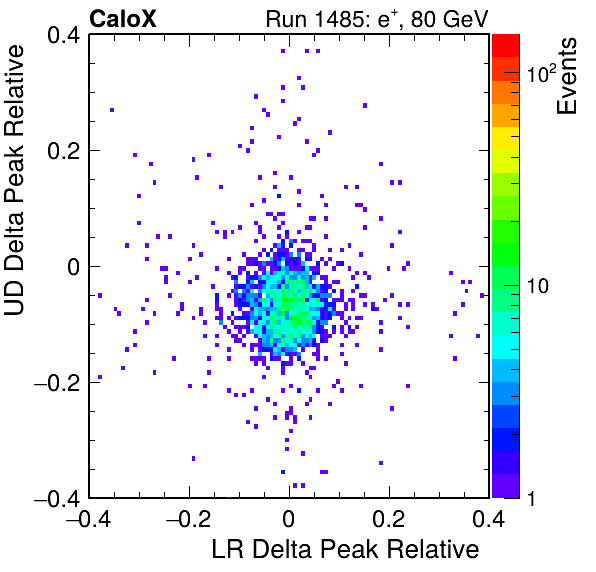 CaloX Run 1485: e⁺, 80 GeV
UD Delta Peak Relative
0.4
0.2
0
−0.2
−0.4
−0.4 −0.2 0 0.2 0.4
LR Delta Peak Relative
Events
10²
10
1